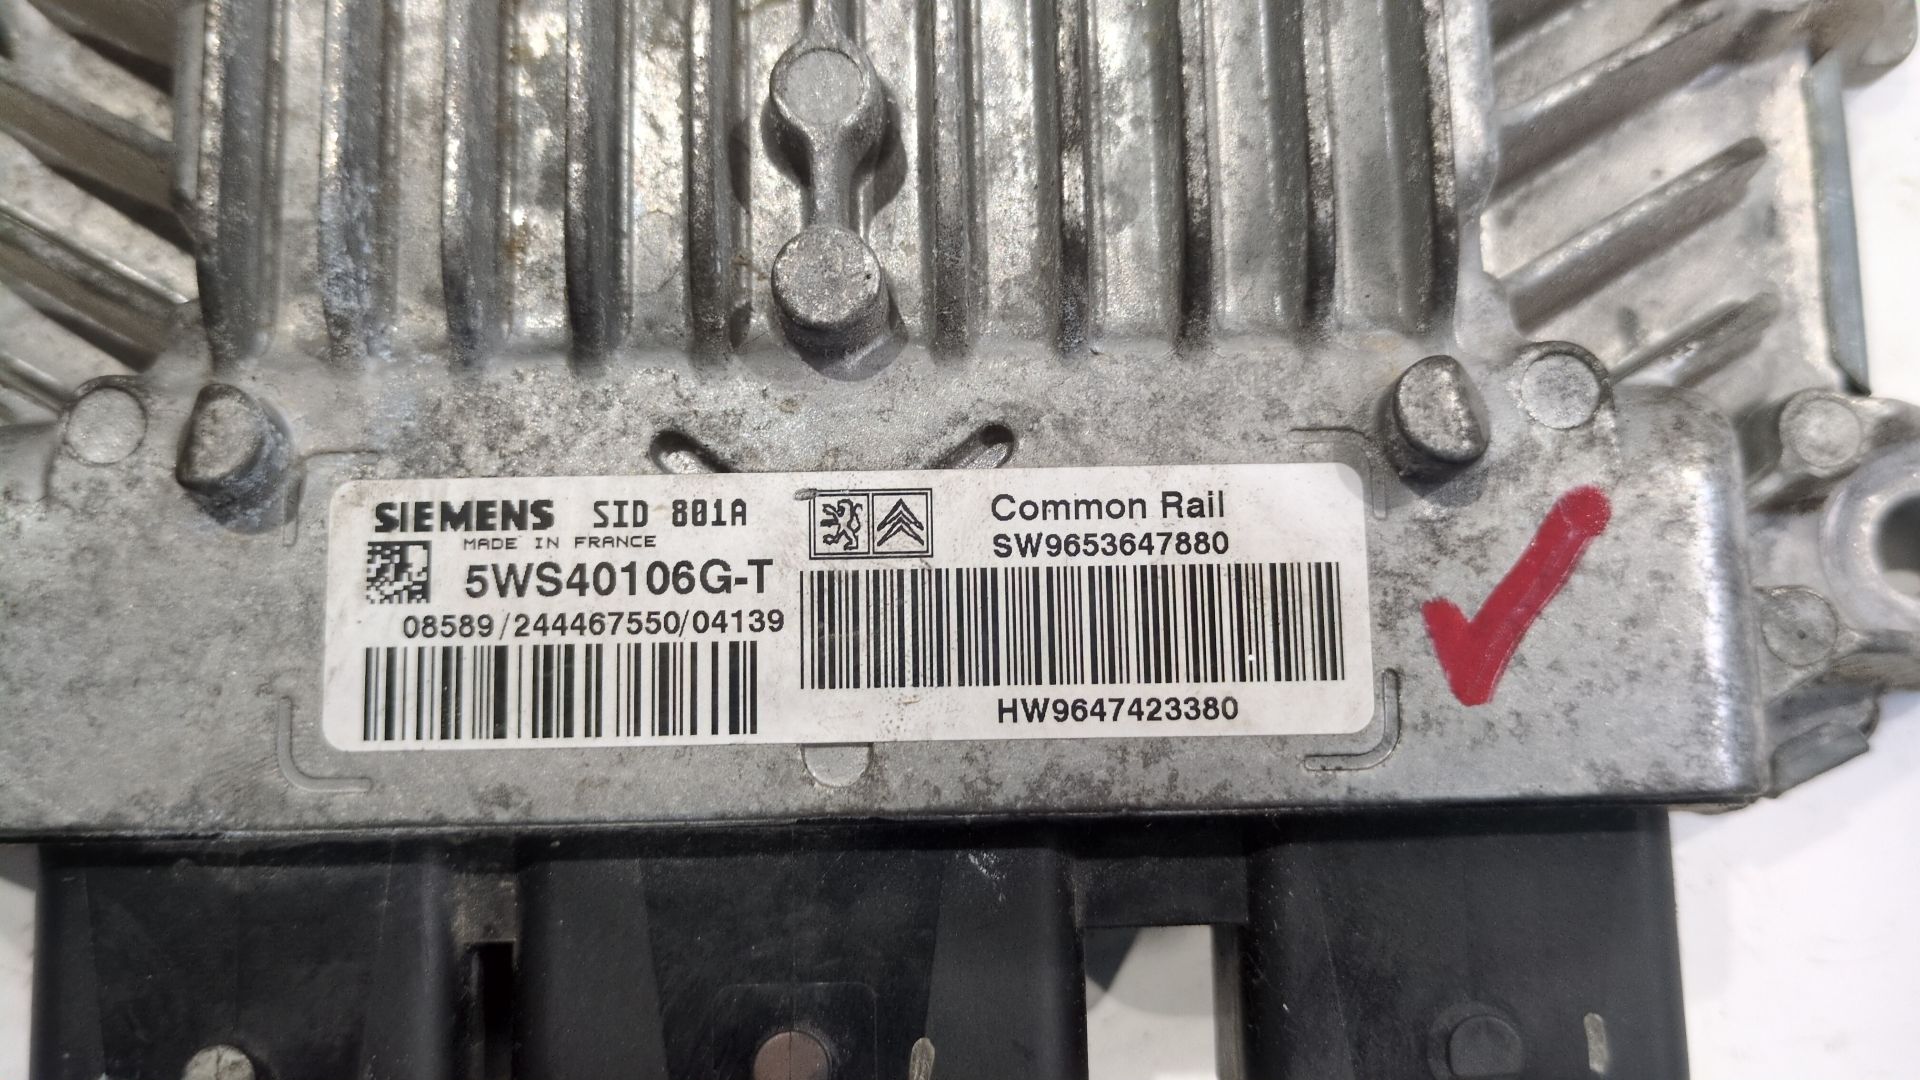 SIEMENS SID 801A
MADE IN FRANCE
5WS40106G-T
08589/244467550/04139
Common Rail
SW9653647880
HW9647423380